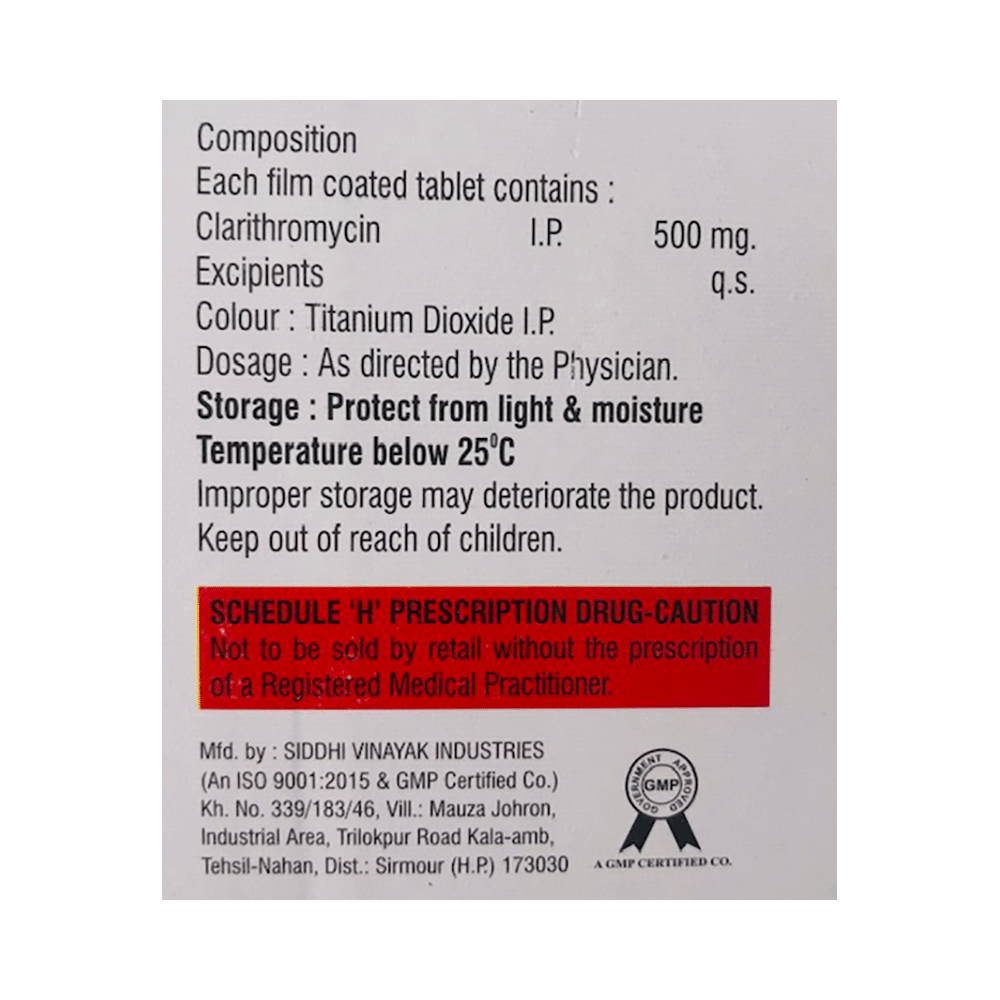 Composition
Each film coated tablet contains :
Clarithromycin I.P. 500 mg.
Excipients q.s.
Colour : Titanium Dioxide I.P.
Dosage : As directed by the Physician.
Storage : Protect from light & moisture
Temperature below 25⁰C
Improper storage may deteriorate the product.
Keep out of reach of children.
SCHEDULE 'H' PRESCRIPTION DRUG-CAUTION
Not to be sold by retail without the prescription
of a Registered Medical Practitioner.
Mfd. by : SIDDHI VINAYAK INDUSTRIES
(An ISO 9001:2015 & GMP Certified Co.)
Kh. No. 339/183/46, Vill.: Mauza Johron,
Industrial Area, Trilokpur Road Kala-amb,
Tehsil-Nahan, Dist.: Sirmour (H.P.) 173030
GOVERNMENT APPROVED
GMP
A GMP CERTIFIED CO.